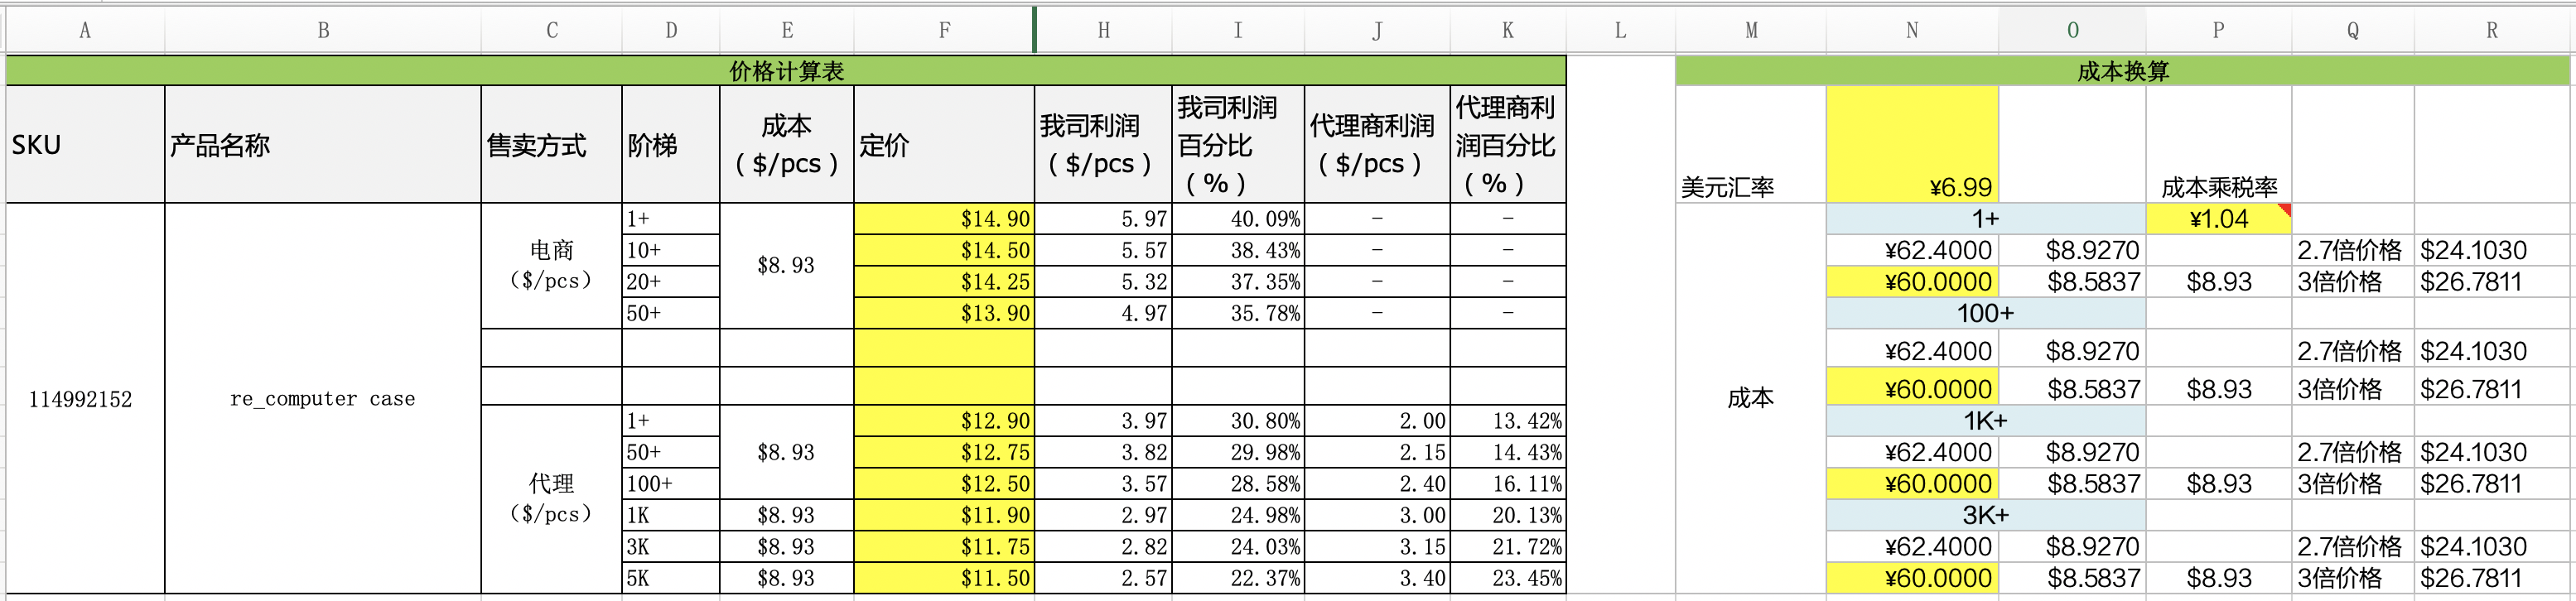 A B C D E F H I J K L M N O P Q R
价格计算表 成本换算
SKU 产品名称 售卖方式 阶梯 成本（$/pcs） 定价 我司利润（$/pcs） 我司利润百分比（%） 代理商利润（$/pcs） 代理商利润百分比（%） 美元汇率 ¥6.99 成本乘税率
114992152 re_computer case 电商（$/pcs） 1+ $8.93 $14.90 5.97 40.09% - - 成本 1+ ¥1.04
10+ $14.50 5.57 38.43% - - ¥62.4000 $8.9270 2.7倍价格 $24.1030
20+ $14.25 5.32 37.35% - - ¥60.0000 $8.5837 $8.93 3倍价格 $26.7811
50+ $13.90 4.97 35.78% - - 100+
¥62.4000 $8.9270 2.7倍价格 $24.1030
¥60.0000 $8.5837 $8.93 3倍价格 $26.7811
代理（$/pcs） 1+ $8.93 $12.90 3.97 30.80% 2.00 13.42% 1K+
50+ $12.75 3.82 29.98% 2.15 14.43% ¥62.4000 $8.9270 2.7倍价格 $24.1030
100+ $12.50 3.57 28.58% 2.40 16.11% ¥60.0000 $8.5837 $8.93 3倍价格 $26.7811
1K $8.93 $11.90 2.97 24.98% 3.00 20.13% 3K+
3K $8.93 $11.75 2.82 24.03% 3.15 21.72% ¥62.4000 $8.9270 2.7倍价格 $24.1030
5K $8.93 $11.50 2.57 22.37% 3.40 23.45% ¥60.0000 $8.5837 $8.93 3倍价格 $26.7811